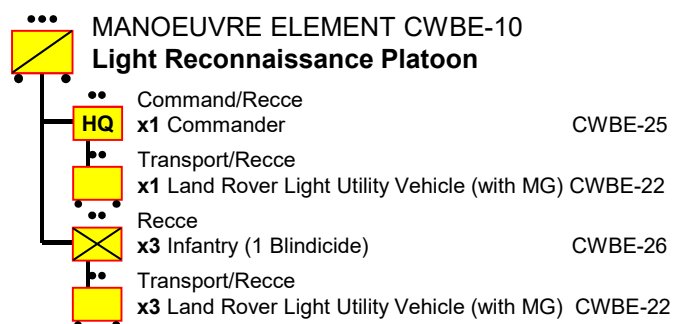 MANOEUVRE ELEMENT CWBE-10
Light Reconnaissance Platoon
Command/Recce
HQ x1 Commander CWBE-25
Transport/Recce
x1 Land Rover Light Utility Vehicle (with MG) CWBE-22
Recce
x3 Infantry (1 Blindicide) CWBE-26
Transport/Recce
x3 Land Rover Light Utility Vehicle (with MG) CWBE-22